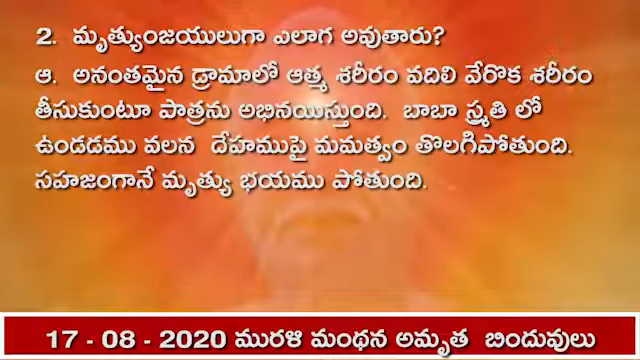 2. మృత్యుంజయులుగా ఎలాగ అవుతారు?
ఆ. అనంతమైన డ్రామాలో ఆత్మ శరీరం వదిలి వేరొక శరీరం
తీసుకుంటూ పాత్రను అభినయిస్తుంది. బాబా స్మ్రతి లో
ఉండడము వలన దేహముపై మమత్వం తొలగిపోతుంది.
సహజంగానే మృత్యు భయము పోతుంది.
17 - 08 - 2020 మురళి మంథన అమృత బిందువులు